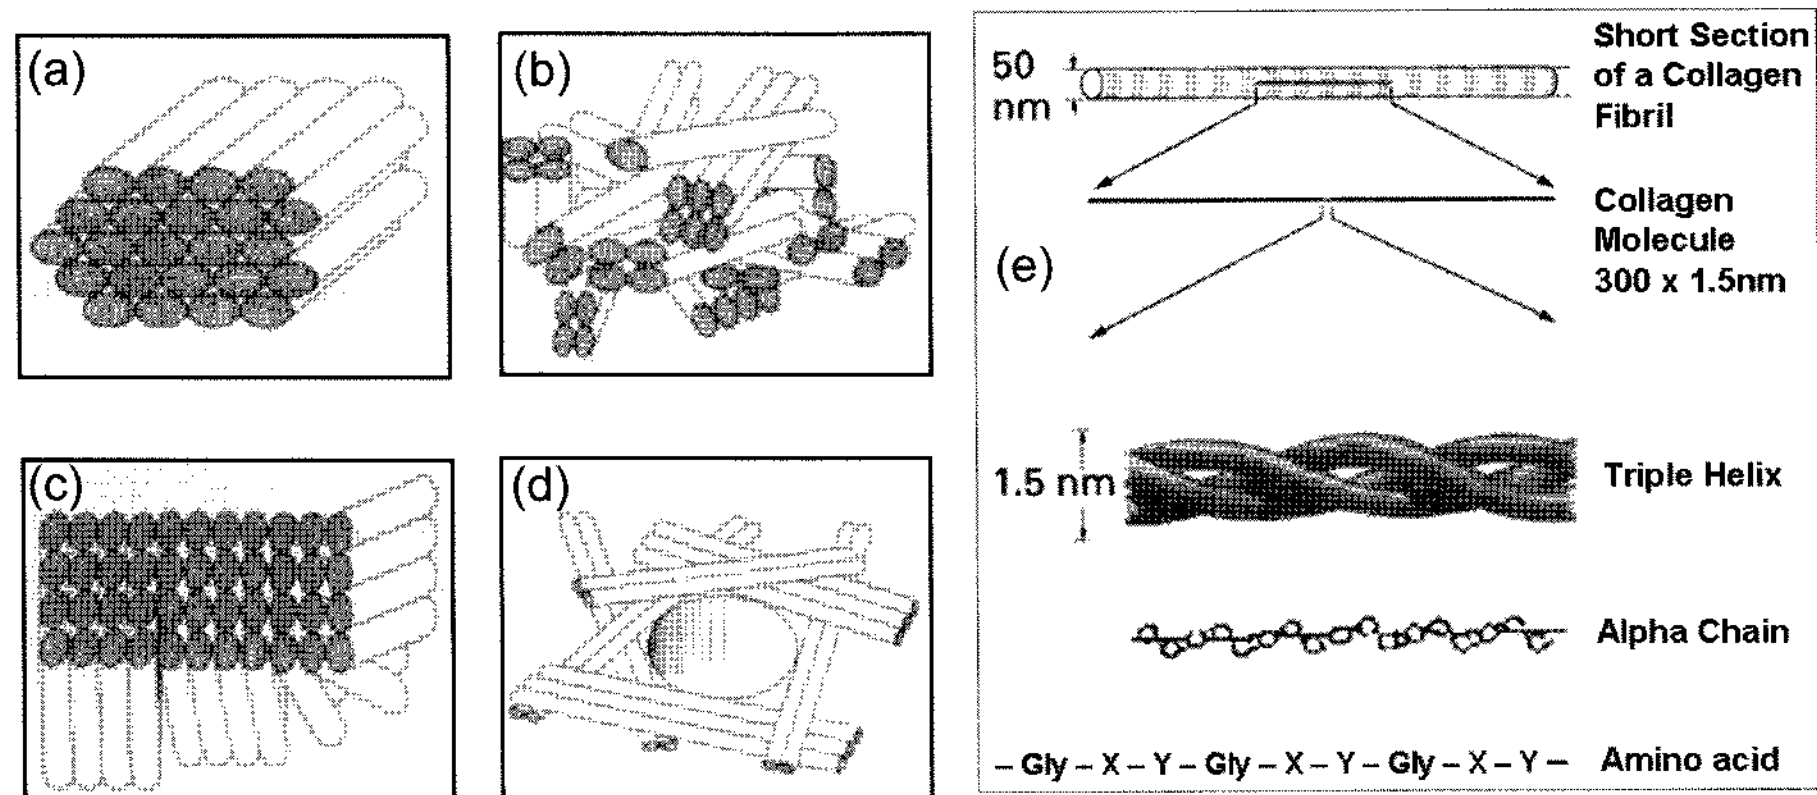 (a)
(b)
(c)
(d)
(e)
50
nm
Short Section
of a Collagen
Fibril
Collagen
Molecule
300 x 1.5nm
1.5 nm
Triple Helix
Alpha Chain
– Gly – X – Y – Gly – X – Y – Gly – X – Y –
Amino acid